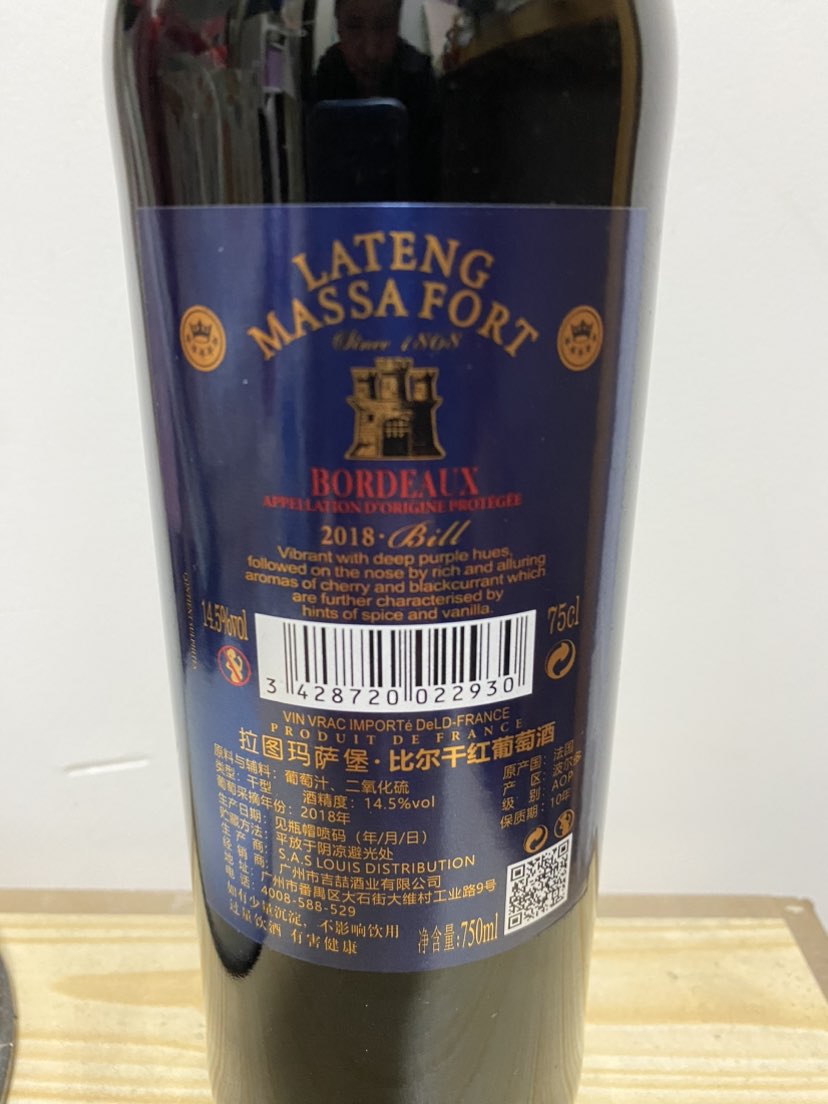 LATENG
MASSA FORT
Since 1808
BORDEAUX
APPELLATION D'ORIGINE PROTÉGÉE
2018·Bill
Vibrant with deep purple hues,
followed on the nose by rich and alluring
aromas of cherry and blackcurrant which
are further characterised by
hints of spice and vanilla.
14.5%vol
75cl
3 428720 022930
VIN VRAC IMPORTé DeLD-FRANCE
PRODUIT DE FRANCE
拉图玛萨堡·比尔干红葡萄酒
原料与辅料：葡萄汁、二氧化硫
原产国：法国
类型：干型 酒精度：14.5%vol
产 区：波尔多
葡萄采摘年份：2018年
级 别：AOP
生产日期：见瓶帽喷码（年/月/日）
保质期：10年
贮藏方法：平放于阴凉避光处
生 产 商：S.A.S LOUIS DISTRIBUTION
经 销 商：广州市吉喆酒业有限公司
地 址：广州市番禺区大石街大维村工业路9号
电 话：4008-588-529
如有少量沉淀，不影响饮用
过量饮酒 有害健康
净含量:750ml